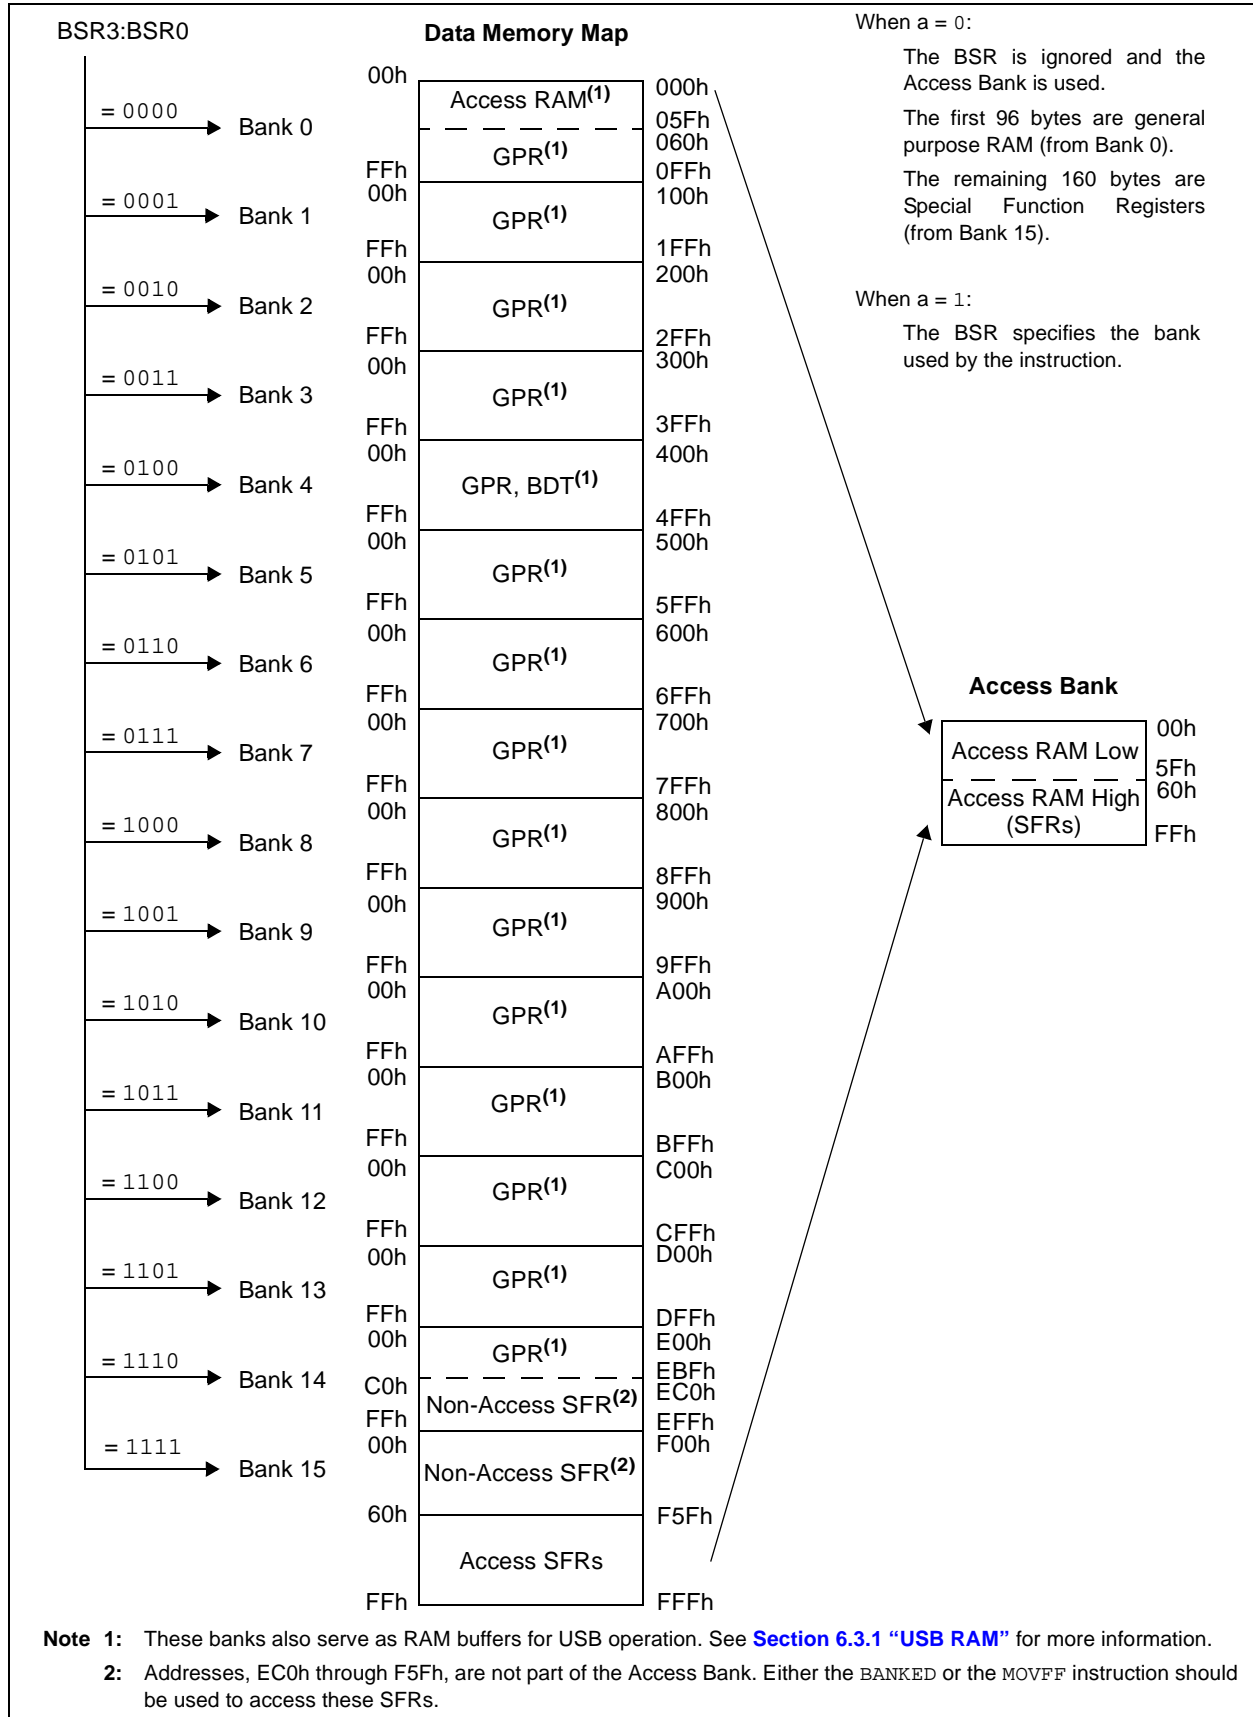 BSR3:BSR0
Data Memory Map
When a = 0:
The BSR is ignored and the
Access Bank is used.
The first 96 bytes are general
purpose RAM (from Bank 0).
The remaining 160 bytes are
Special Function Registers
(from Bank 15).
When a = 1:
The BSR specifies the bank
used by the instruction.
= 0000
Bank 0
00h
Access RAM(1)
000h
05Fh
060h
GPR(1)
FFh
0FFh
= 0001
Bank 1
00h
100h
GPR(1)
FFh
1FFh
= 0010
Bank 2
00h
200h
GPR(1)
FFh
2FFh
= 0011
Bank 3
00h
300h
GPR(1)
FFh
3FFh
= 0100
Bank 4
00h
400h
GPR, BDT(1)
FFh
4FFh
= 0101
Bank 5
00h
500h
GPR(1)
FFh
5FFh
= 0110
Bank 6
00h
600h
GPR(1)
FFh
6FFh
= 0111
Bank 7
00h
700h
GPR(1)
FFh
7FFh
= 1000
Bank 8
00h
800h
GPR(1)
FFh
8FFh
= 1001
Bank 9
00h
900h
GPR(1)
FFh
9FFh
= 1010
Bank 10
00h
A00h
GPR(1)
FFh
AFFh
= 1011
Bank 11
00h
B00h
GPR(1)
FFh
BFFh
= 1100
Bank 12
00h
C00h
GPR(1)
FFh
CFFh
= 1101
Bank 13
00h
D00h
GPR(1)
FFh
DFFh
= 1110
Bank 14
00h
E00h
GPR(1)
EBFh
C0h
EC0h
Non-Access SFR(2)
FFh
EFFh
= 1111
Bank 15
00h
F00h
Non-Access SFR(2)
60h
F5Fh
Access SFRs
FFh
FFFh
Access Bank
Access RAM Low
00h
5Fh
Access RAM High
(SFRs)
60h
FFh
Note 1: These banks also serve as RAM buffers for USB operation. See Section 6.3.1 “USB RAM” for more information.
2: Addresses, EC0h through F5Fh, are not part of the Access Bank. Either the BANKED or the MOVFF instruction should
be used to access these SFRs.